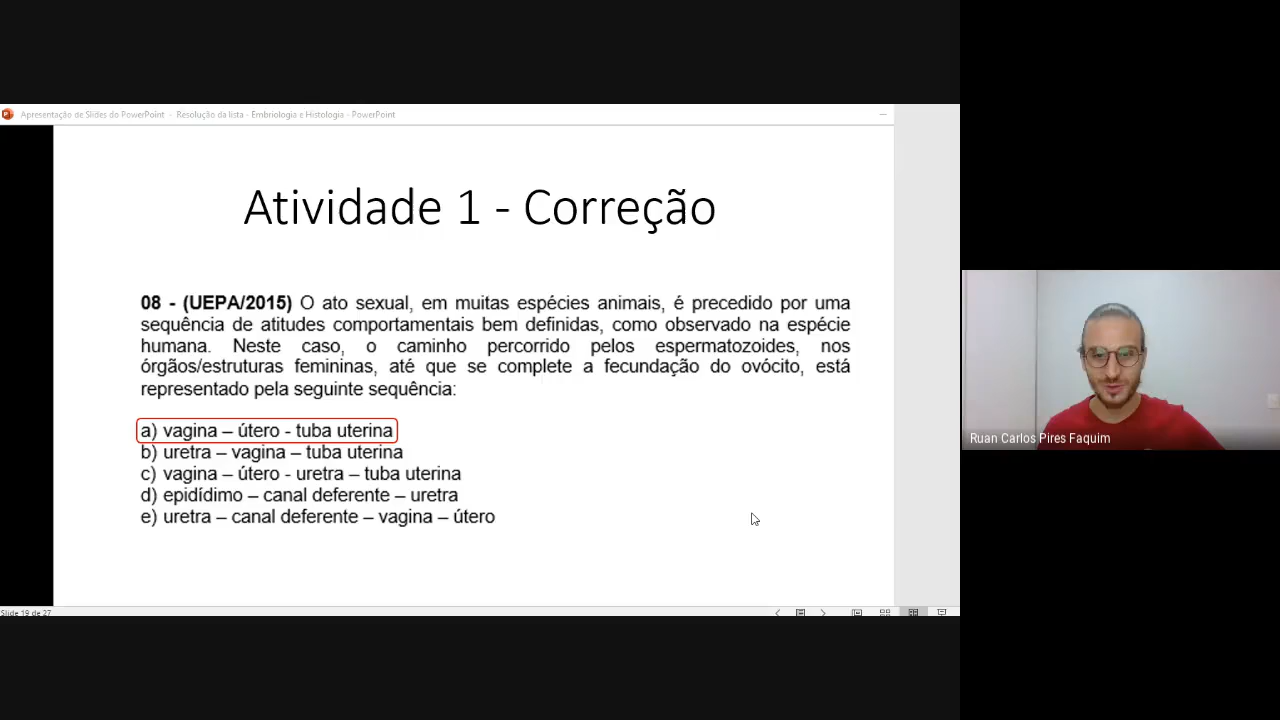 Apresentação de Slides do PowerPoint - Resolução da lista - Embriologia e Histologia - PowerPoint
Atividade 1 - Correção
08 - (UEPA/2015) O ato sexual, em muitas espécies animais, é precedido por uma
sequência de atitudes comportamentais bem definidas, como observado na espécie
humana. Neste caso, o caminho percorrido pelos espermatozoides, nos
órgãos/estruturas femininas, até que se complete a fecundação do ovócito, está
representado pela seguinte sequência:
a) vagina – útero - tuba uterina
b) uretra – vagina – tuba uterina
c) vagina – útero - uretra – tuba uterina
d) epidídimo – canal deferente – uretra
e) uretra – canal deferente – vagina – útero
Slide 19 de 27
Ruan Carlos Pires Faquim